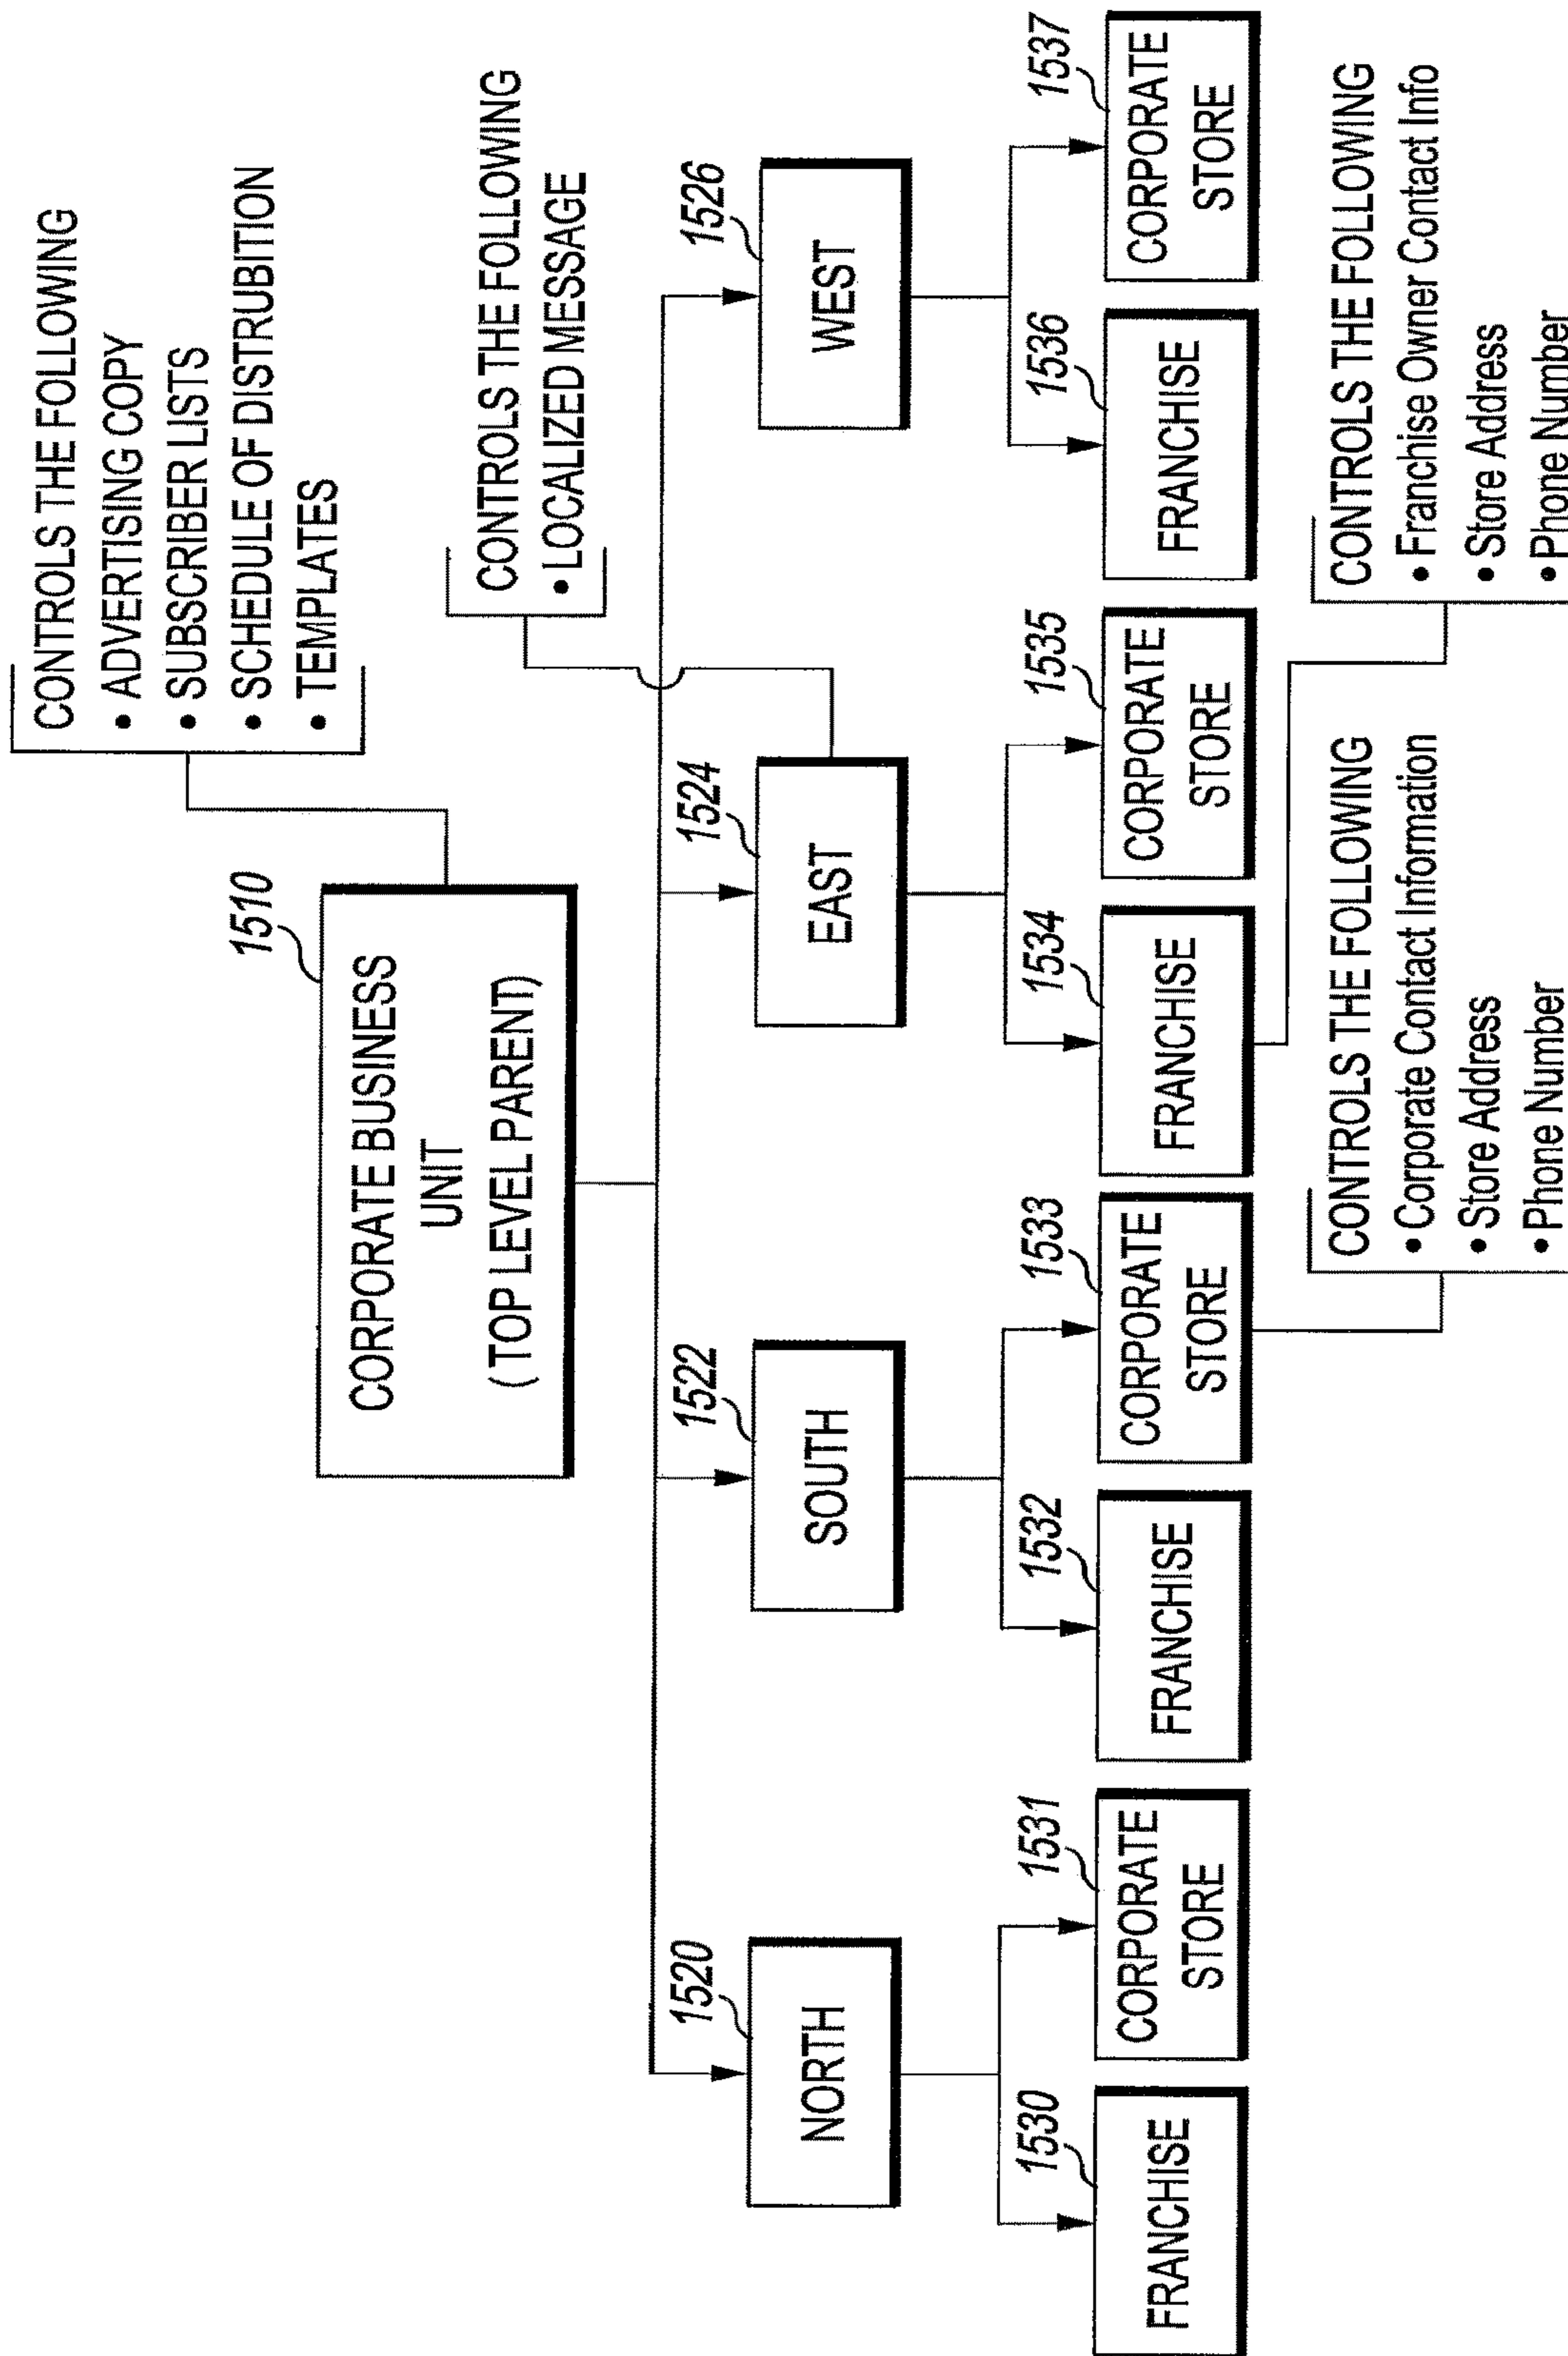 CONTROLS THE FOLLOWING
• ADVERTISING COPY
• SUBSCRIBER LISTS
• SCHEDULE OF DISTRUBITION
• TEMPLATES
1510
CORPORATE BUSINESS
UNIT
( TOP LEVEL PARENT)
CONTROLS THE FOLLOWING
• LOCALIZED MESSAGE
1520
NORTH
1522
SOUTH
1524
EAST
1526
WEST
1530
FRANCHISE
1531
CORPORATE
STORE
1532
FRANCHISE
1533
CORPORATE
STORE
1534
FRANCHISE
1535
CORPORATE
STORE
1536
FRANCHISE
1537
CORPORATE
STORE
CONTROLS THE FOLLOWING
• Corporate Contact Information
• Store Address
• Phone Number
CONTROLS THE FOLLOWING
• Franchise Owner Contact Info
• Store Address
• Phone Number